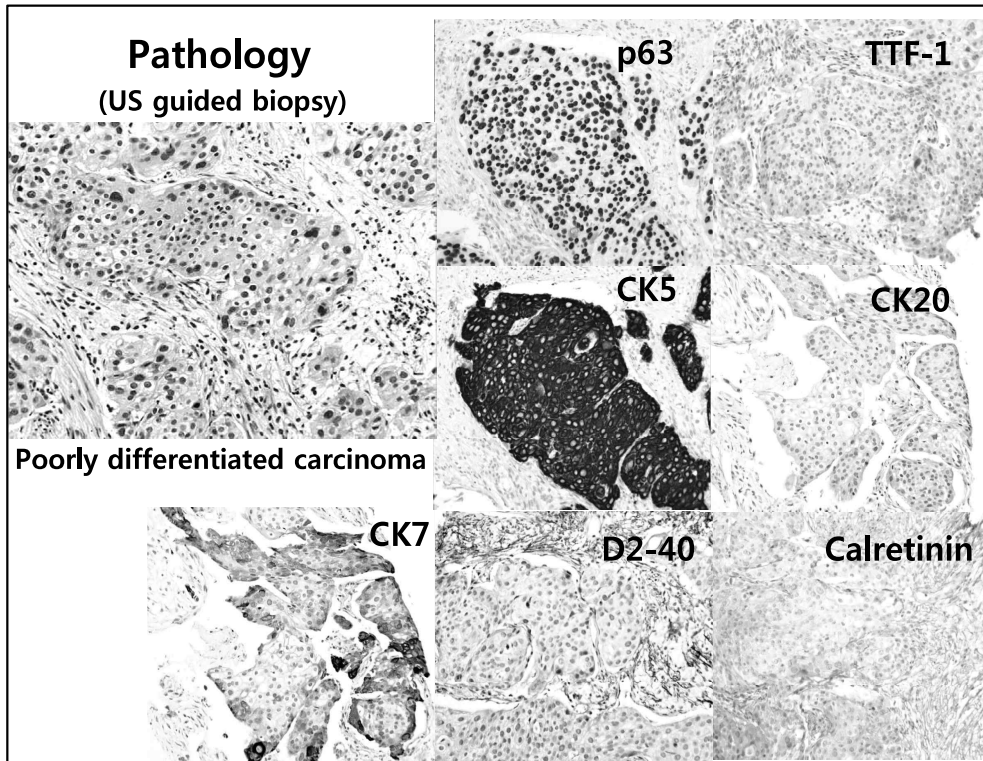 Pathology
(US guided biopsy)
p63
TTF-1
CK5
CK20
Poorly differentiated carcinoma
CK7
D2-40
Calretinin